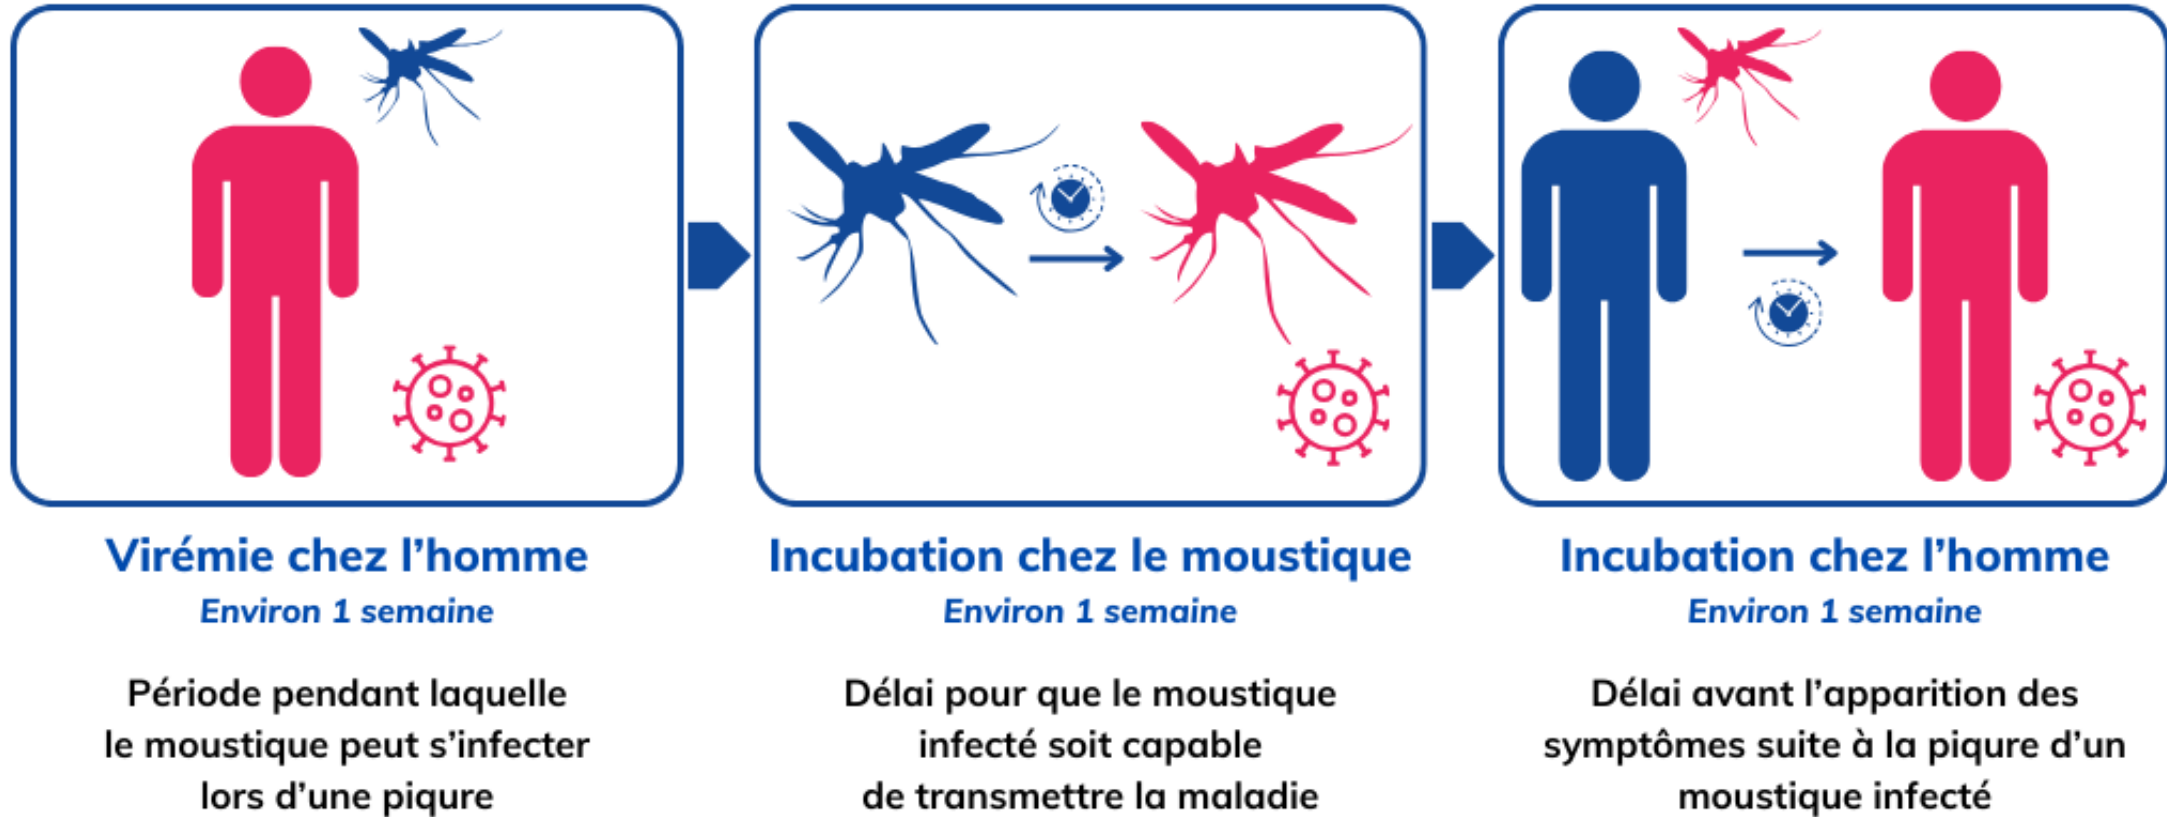 Virémie chez l’homme
Environ 1 semaine
Période pendant laquelle
le moustique peut s’infecter
lors d’une piqure
Incubation chez le moustique
Environ 1 semaine
Délai pour que le moustique
infecté soit capable
de transmettre la maladie
Incubation chez l’homme
Environ 1 semaine
Délai avant l’apparition des
symptômes suite à la piqure d’un
moustique infecté